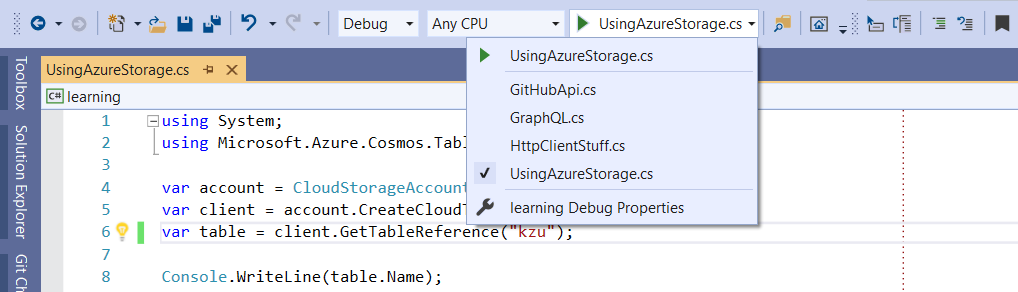 Debug
Any CPU
UsingAzureStorage.cs
UsingAzureStorage.cs
GitHubApi.cs
GraphQL.cs
HttpClientStuff.cs
UsingAzureStorage.cs
learning Debug Properties
Toolbox
Solution Explorer
Git Ch
UsingAzureStorage.cs
C# learning
1 using System;
2 using Microsoft.Azure.Cosmos.Tab
3
4 var account = CloudStorageAccount
5 var client = account.CreateCloudT
6 var table = client.GetTableReference("kzu");
7
8 Console.WriteLine(table.Name);